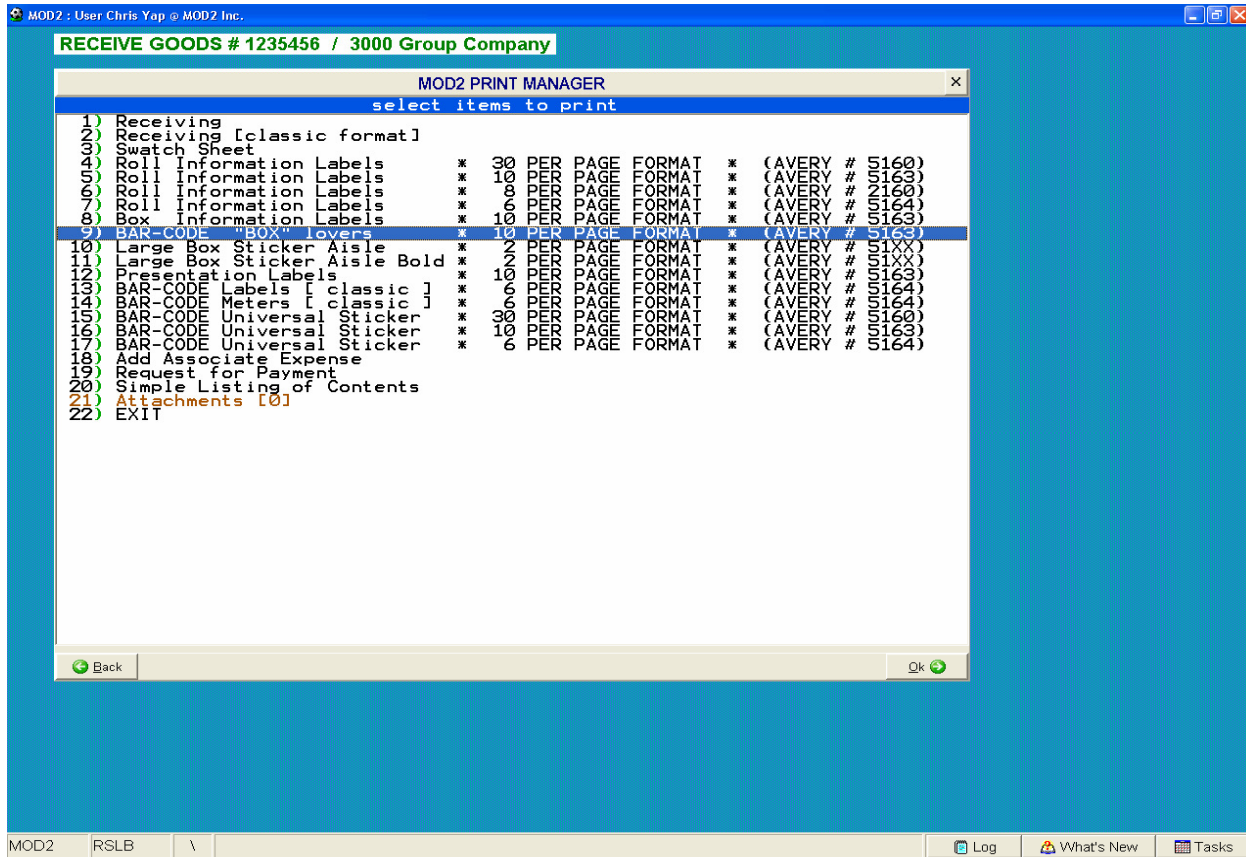 MOD2 : User Chris Yap @ MOD2 Inc.
RECEIVE GOODS # 1235456 / 3000 Group Company
MOD2 PRINT MANAGER
select items to print
1) Receiving
2) Receiving [classic format]
3) Swatch Sheet
4) Roll Information Labels * 30 PER PAGE FORMAT * (AVERY # 5160)
5) Roll Information Labels * 10 PER PAGE FORMAT * (AVERY # 5163)
6) Roll Information Labels * 8 PER PAGE FORMAT * (AVERY # 2160)
7) Roll Information Labels * 6 PER PAGE FORMAT * (AVERY # 5164)
8) Box Information Labels * 10 PER PAGE FORMAT * (AVERY # 5163)
9) BAR-CODE "BOX" lovers * 10 PER PAGE FORMAT * (AVERY # 5163)
10) Large Box Sticker Aisle * 2 PER PAGE FORMAT * (AVERY # 51XX)
11) Large Box Sticker Aisle Bold * 2 PER PAGE FORMAT * (AVERY # 51XX)
12) Presentation Labels * 10 PER PAGE FORMAT * (AVERY # 5163)
13) BAR-CODE Labels [ classic ] * 6 PER PAGE FORMAT * (AVERY # 5164)
14) BAR-CODE Meters [ classic ] * 6 PER PAGE FORMAT * (AVERY # 5164)
15) BAR-CODE Universal Sticker * 30 PER PAGE FORMAT * (AVERY # 5160)
16) BAR-CODE Universal Sticker * 10 PER PAGE FORMAT * (AVERY # 5163)
17) BAR-CODE Universal Sticker * 6 PER PAGE FORMAT * (AVERY # 5164)
18) Add Associate Expense
19) Request for Payment
20) Simple Listing of Contents
21) Attachments [0]
22) EXIT
Back Ok
MOD2 RSLB \ Log What's New Tasks